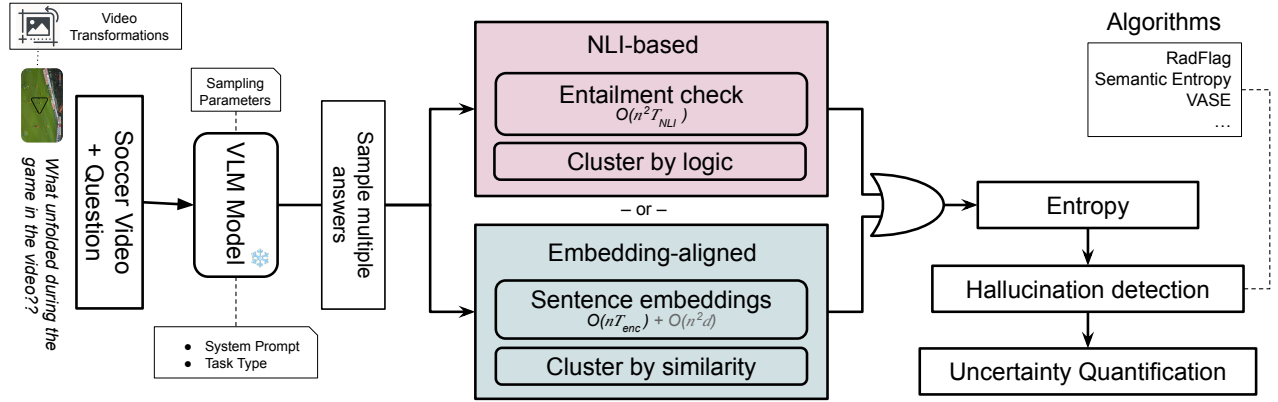 Video
Transformations
What unfolded during the
game in the video??
Soccer Video
+ Question
Sampling
Parameters
VLM Model
System Prompt
Task Type
Sample multiple
answers
NLI-based
Entailment check
O(n²T_NLI)
Cluster by logic
– or –
Embedding-aligned
Sentence embeddings
O(nT_enc) + O(n²d)
Cluster by similarity
Algorithms
RadFlag
Semantic Entropy
VASE
...
Entropy
Hallucination detection
Uncertainty Quantification